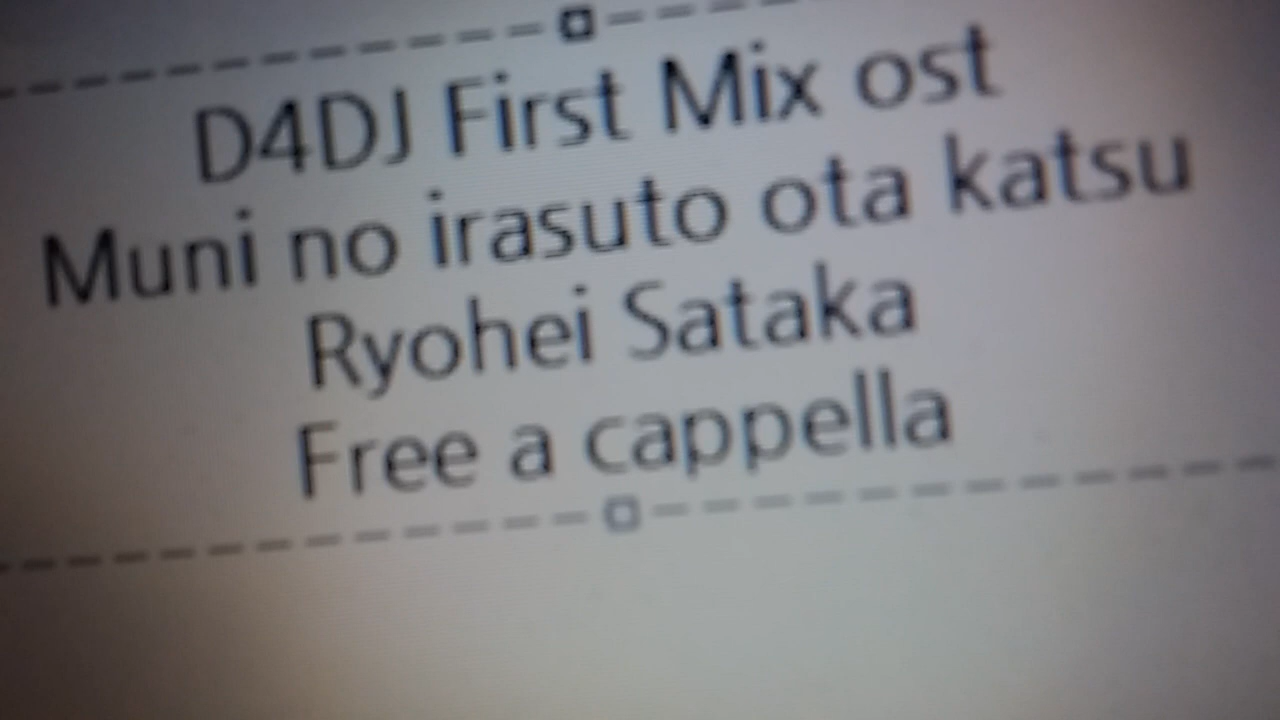 D4DJ First Mix ost
Muni no irasuto ota katsu
Ryohei Sataka
Free a cappella